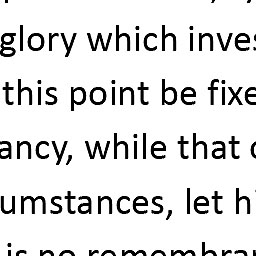 glory which inves
this point be fixe
ancy, while that
umstances, let h
is no remembra